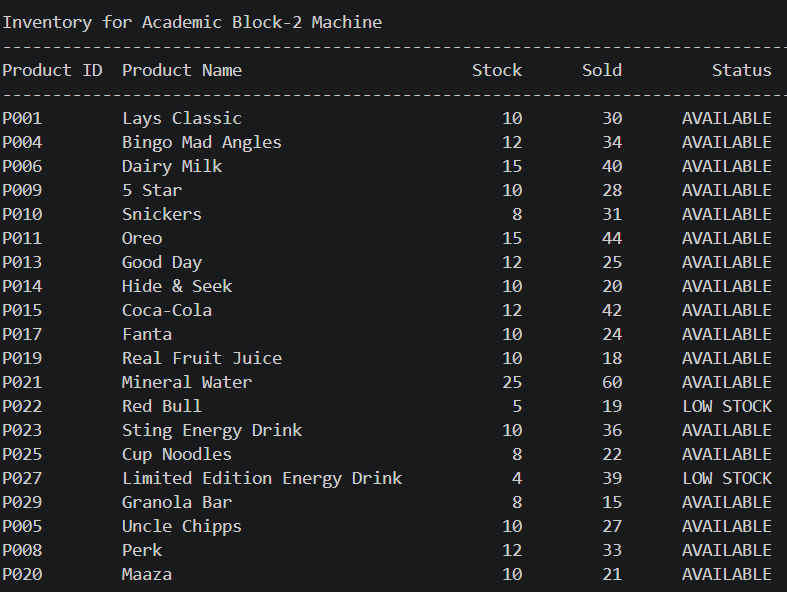 Inventory for Academic Block-2 Machine
--------------------------------------------------------------------------------
Product ID  Product Name                       Stock      Sold         Status
--------------------------------------------------------------------------------
P001        Lays Classic                          10        30      AVAILABLE
P004        Bingo Mad Angles                      12        34      AVAILABLE
P006        Dairy Milk                            15        40      AVAILABLE
P009        5 Star                                10        28      AVAILABLE
P010        Snickers                               8        31      AVAILABLE
P011        Oreo                                  15        44      AVAILABLE
P013        Good Day                              12        25      AVAILABLE
P014        Hide & Seek                           10        20      AVAILABLE
P015        Coca-Cola                             12        42      AVAILABLE
P017        Fanta                                 10        24      AVAILABLE
P019        Real Fruit Juice                      10        18      AVAILABLE
P021        Mineral Water                         25        60      AVAILABLE
P022        Red Bull                               5        19      LOW STOCK
P023        Sting Energy Drink                    10        36      AVAILABLE
P025        Cup Noodles                            8        22      AVAILABLE
P027        Limited Edition Energy Drink           4        39      LOW STOCK
P029        Granola Bar                            8        15      AVAILABLE
P005        Uncle Chipps                          10        27      AVAILABLE
P008        Perk                                  12        33      AVAILABLE
P020        Maaza                                 10        21      AVAILABLE